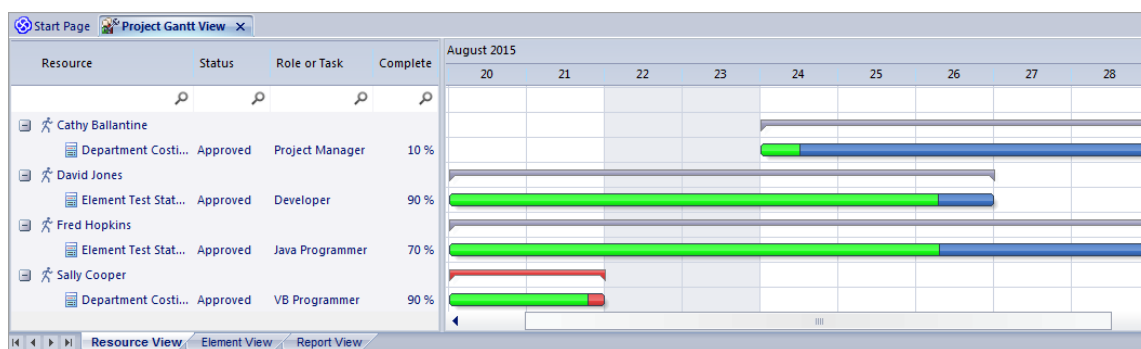 Start Page Project Gantt View X
August 2015
Resource Status Role or Task Complete
20 21 22 23 24 25 26 27 28
Cathy Ballantine
Department Costi... Approved Project Manager 10 %
David Jones
Element Test Stat... Approved Developer 90 %
Fred Hopkins
Element Test Stat... Approved Java Programmer 70 %
Sally Cooper
Department Costi... Approved VB Programmer 90 %
Resource View Element View Report View